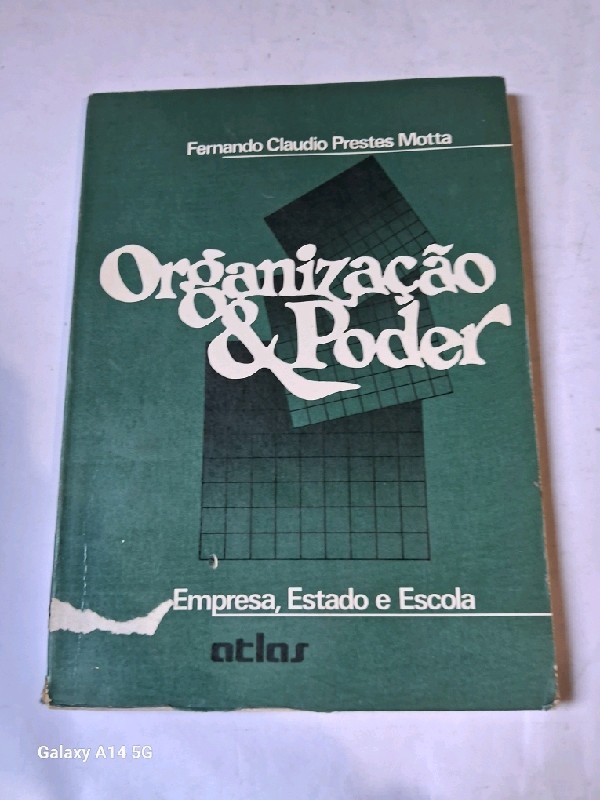 Fernando Claudio Prestes Motta
Organização
& Poder
Empresa, Estado e Escola
atlas
Galaxy A14 5G